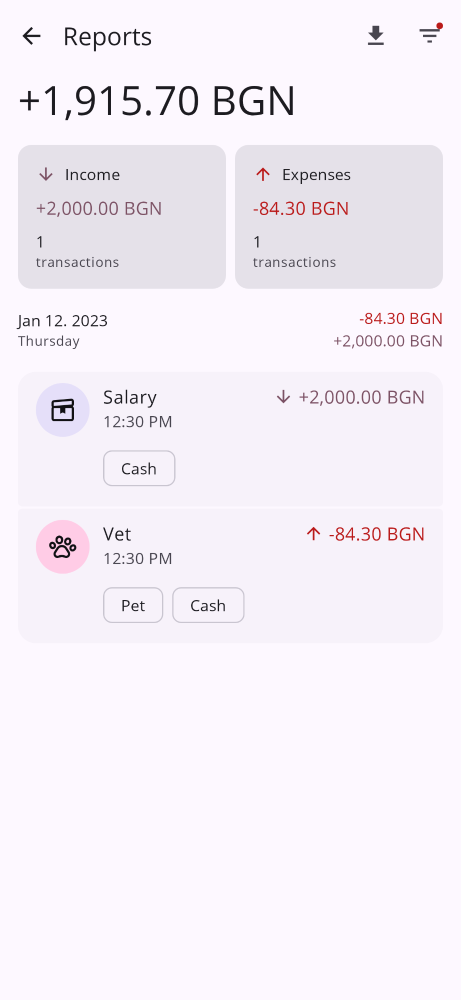 Reports
+1,915.70 BGN
Income
+2,000.00 BGN
1
transactions
Expenses
-84.30 BGN
1
transactions
Jan 12. 2023
Thursday
-84.30 BGN
+2,000.00 BGN
Salary
+2,000.00 BGN
12:30 PM
Cash
Vet
-84.30 BGN
12:30 PM
Pet
Cash